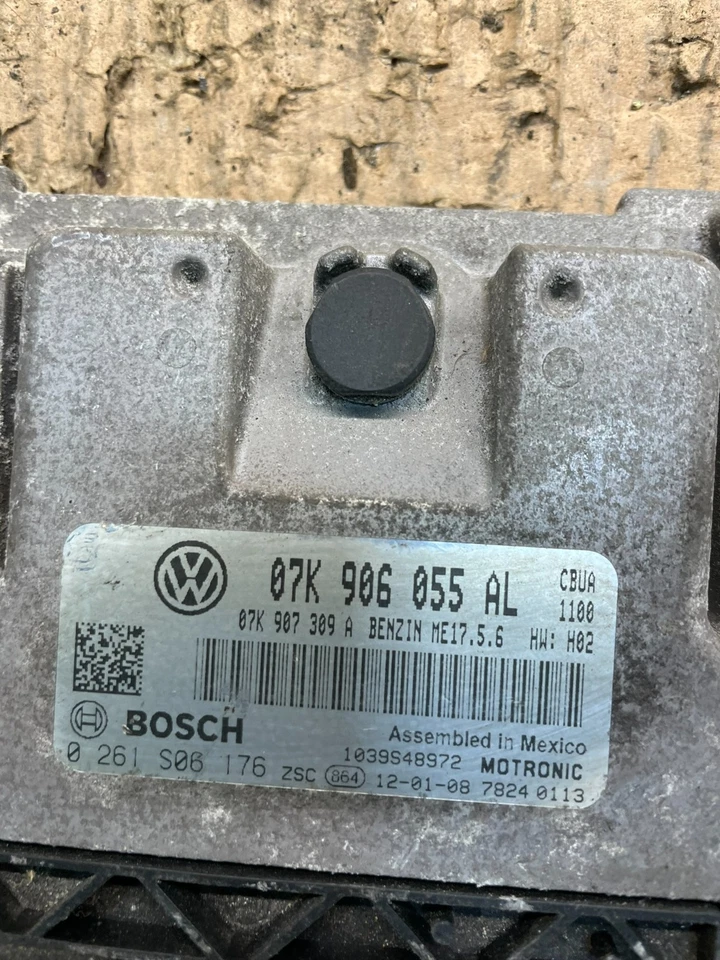 07K 906 055 AL CBUA
07K 907 309 A BENZIN ME17.5.6 1100
HW: H02
BOSCH
Assembled in Mexico
0 261 S06 176
1039S48972 MOTRONIC
ZSC 864 12-01-08 7824 0113